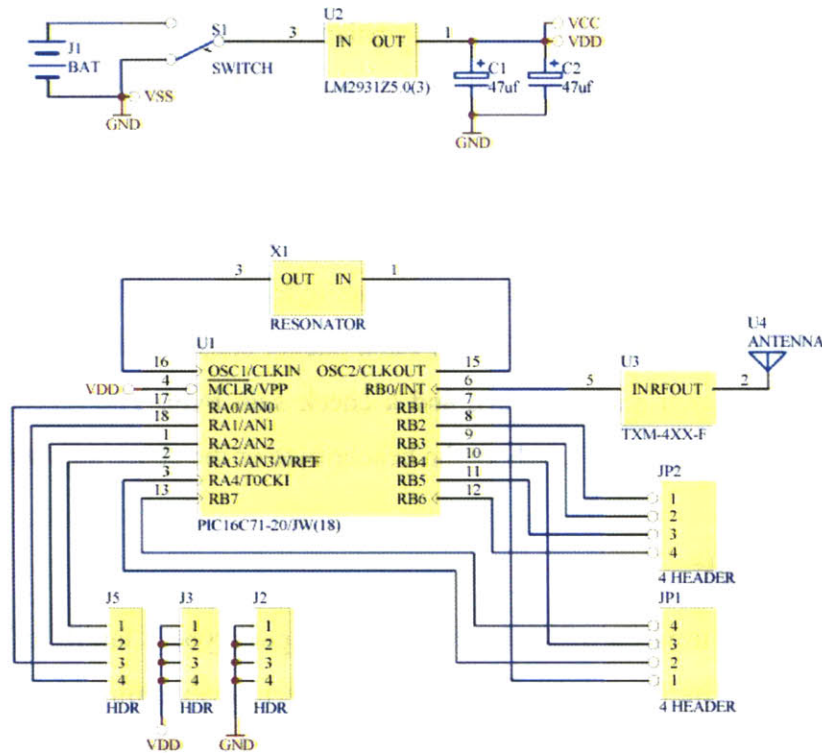 U2
VCC
VDD
J1
BAT
S1
SWITCH
3
IN OUT
1
LM2931Z5 0(3)
C1
47uf
C2
47uf
VSS
GND
GND
X1
3
OUT IN
1
RESONATOR
U1
16
OSC1/CLKIN
OSC2/CLKOUT
15
VDD
4
MCLR/VPP
RB0/INT
6
17
RA0/AN0
RB1
7
18
RA1/AN1
RB2
8
1
RA2/AN2
RB3
9
2
RA3/AN3/VREF
RB4
10
3
RA4/T0CKI
RB5
11
13
RB7
RB6
12
PIC16C71-20/JW(18)
U3
5
INRFOUT
2
TXM-4XX-F
U4
ANTENNA
JP2
1
2
3
4
4 HEADER
JP1
4
3
2
1
4 HEADER
J5
1
2
3
4
HDR
J3
1
2
3
4
HDR
J2
1
2
3
4
HDR
VDD
GND